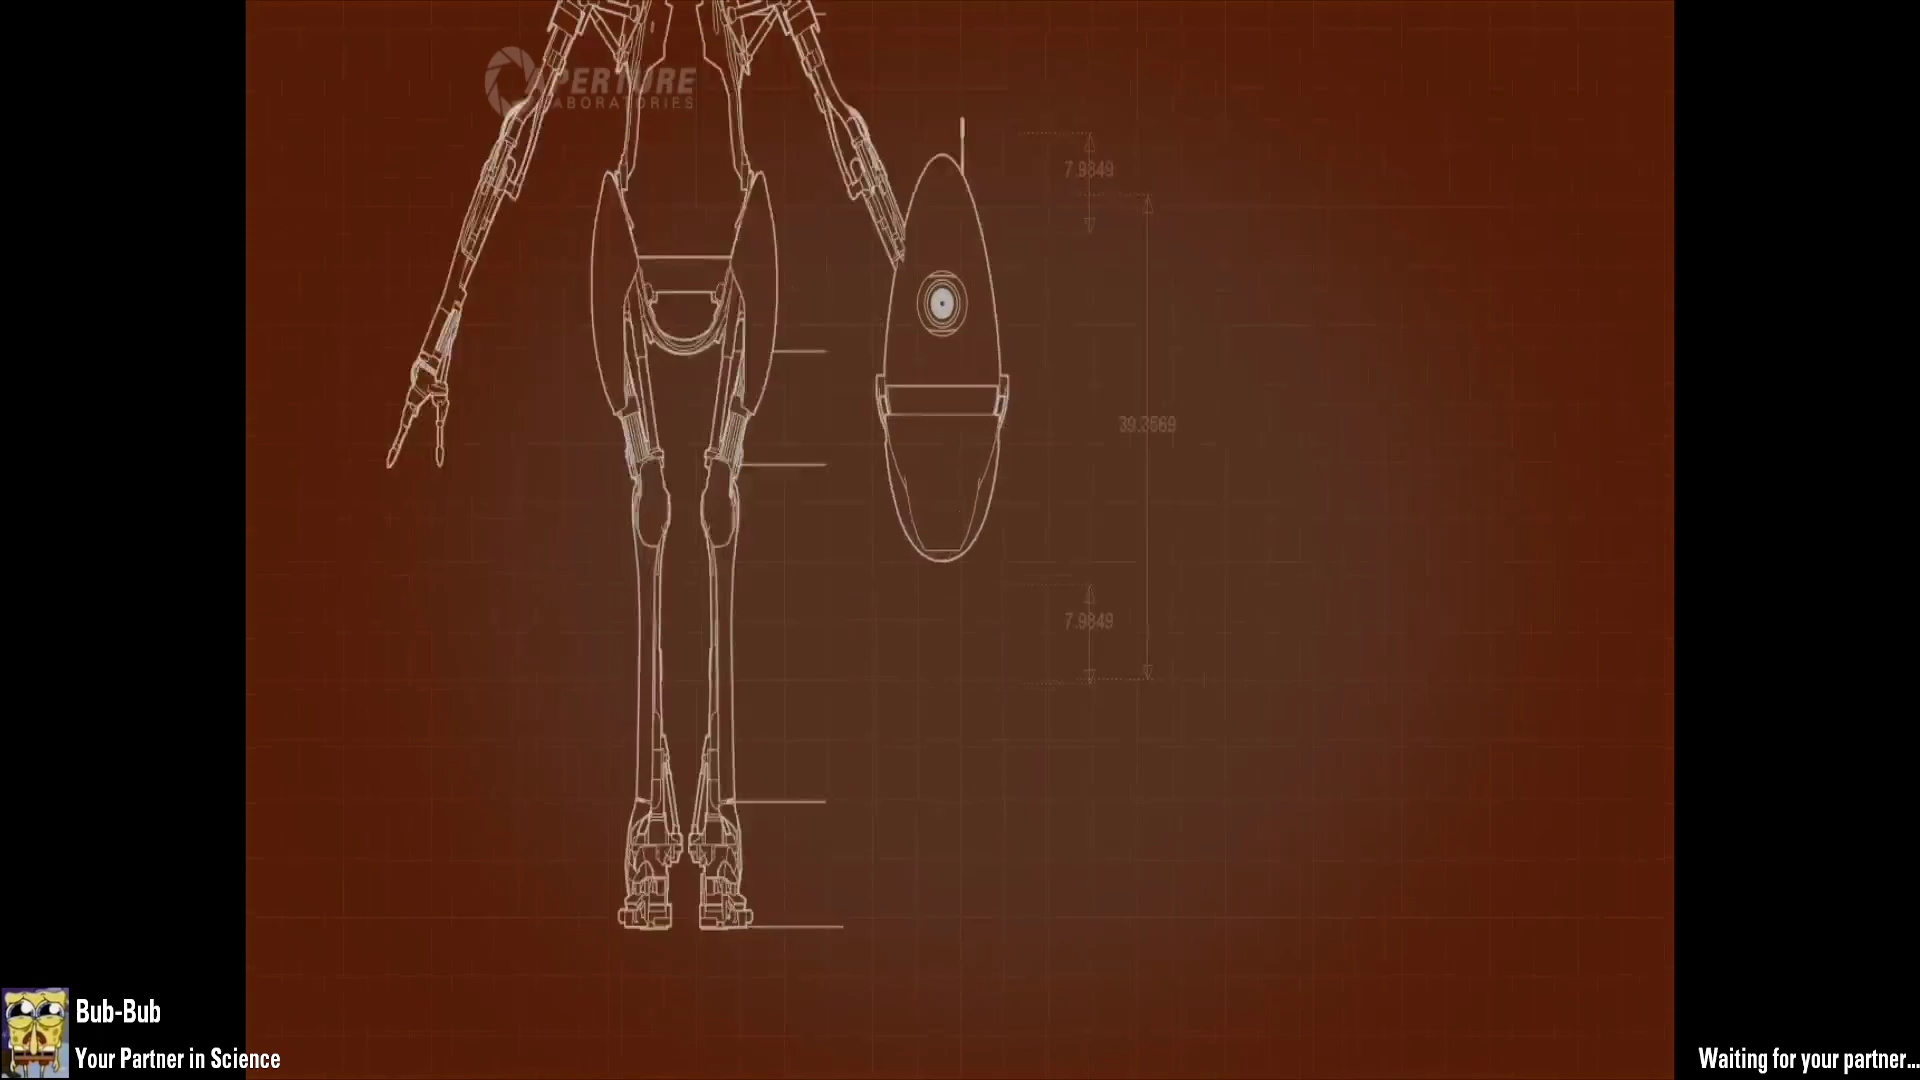 APERTURE
LABORATORIES
7.9849
39.3569
7.9849
Bub-Bub
Your Partner in Science
Waiting for your partner...